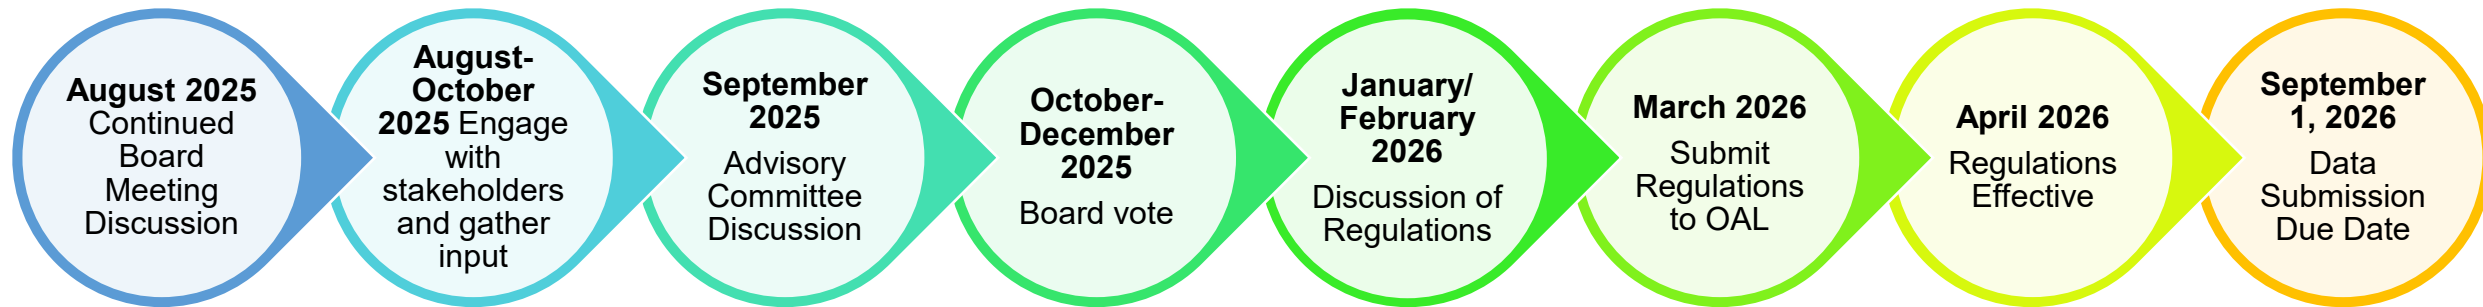 August 2025
Continued
Board
Meeting
Discussion
August-
October
2025 Engage
with
stakeholders
and gather
input
September
2025
Advisory
Committee
Discussion
October-
December
2025
Board vote
January/
February
2026
Discussion of
Regulations
March 2026
Submit
Regulations
to OAL
April 2026
Regulations
Effective
September
1, 2026
Data
Submission
Due Date